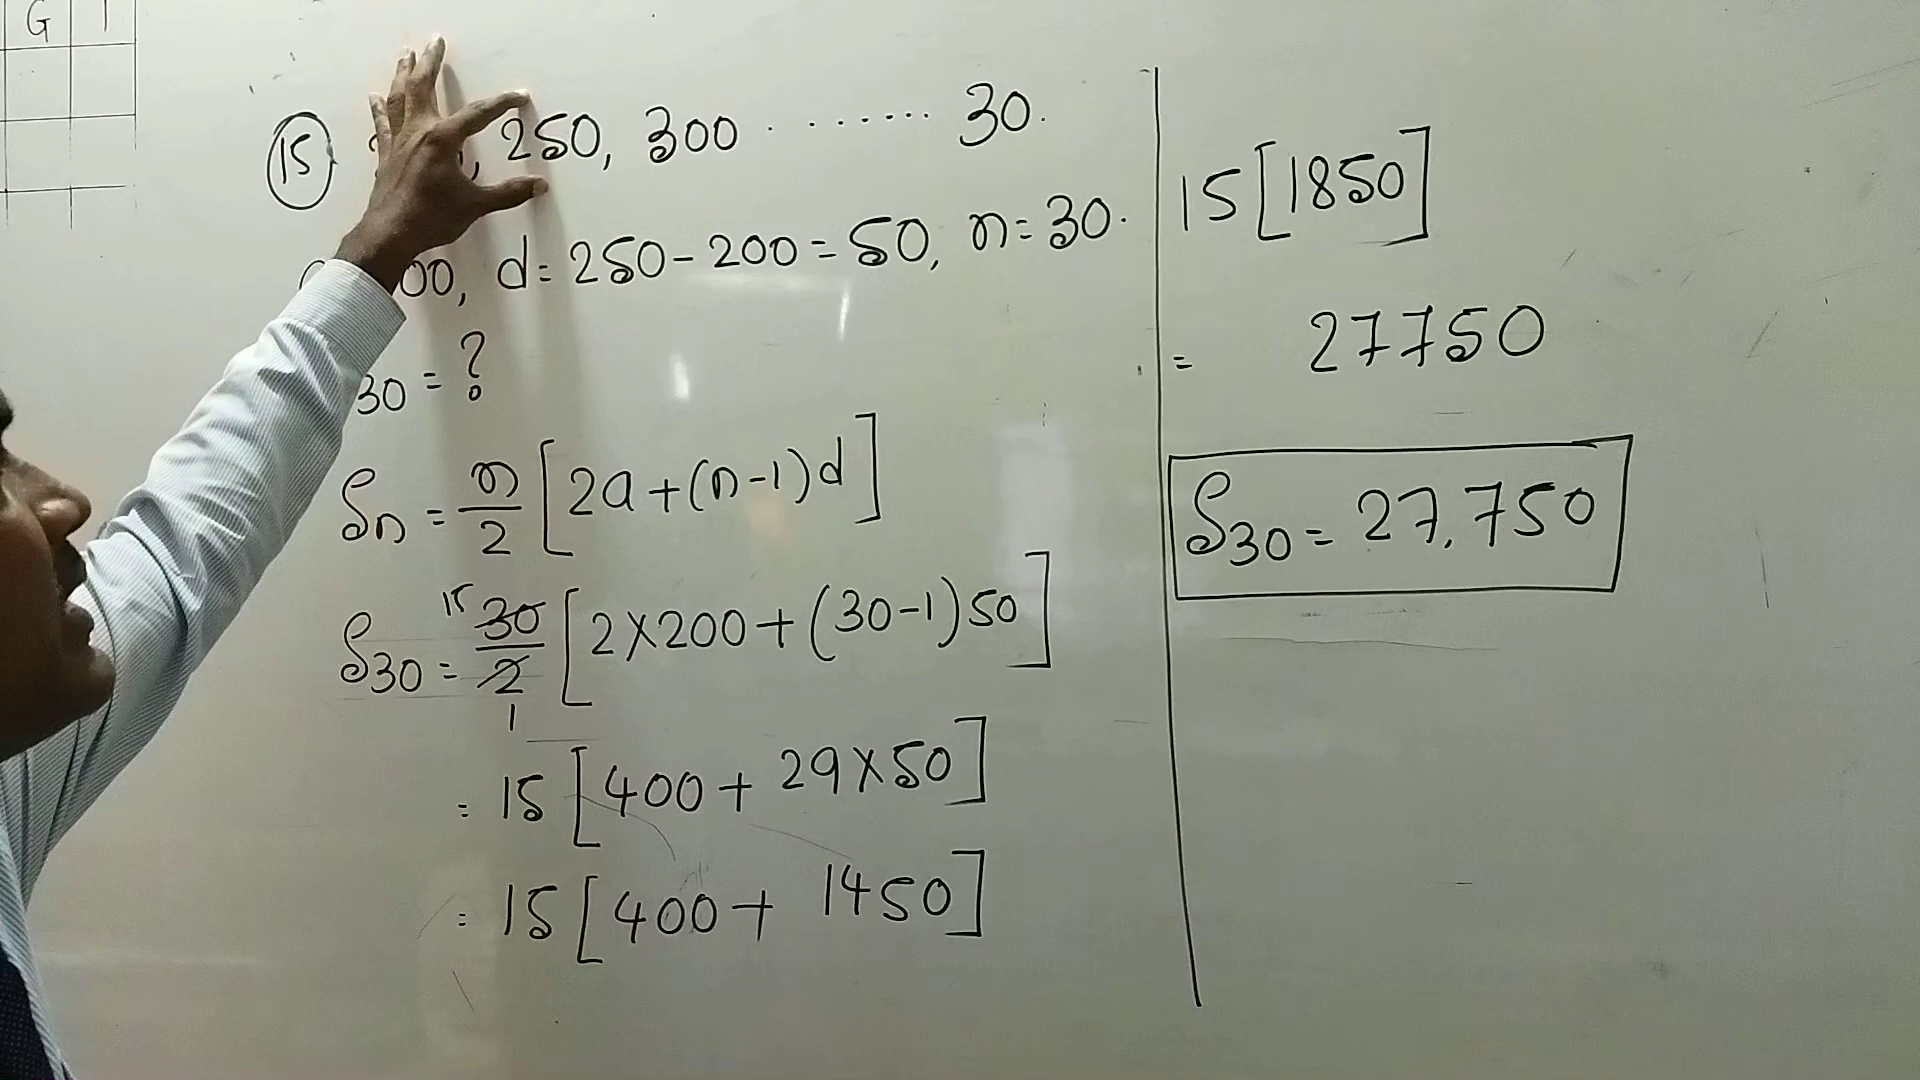 G
15 250, 300 . ....... 30.
00, d = 250 - 200 = 50, n = 30.
30 = ?
Sn = n/2 [2a + (n-1)d]
S30 = 15 30/2 1 [2×200 + (30-1)50]
= 15 [400 + 29×50]
= 15 [400 + 1450]
15 [1850]
= 27750
S30 = 27,750